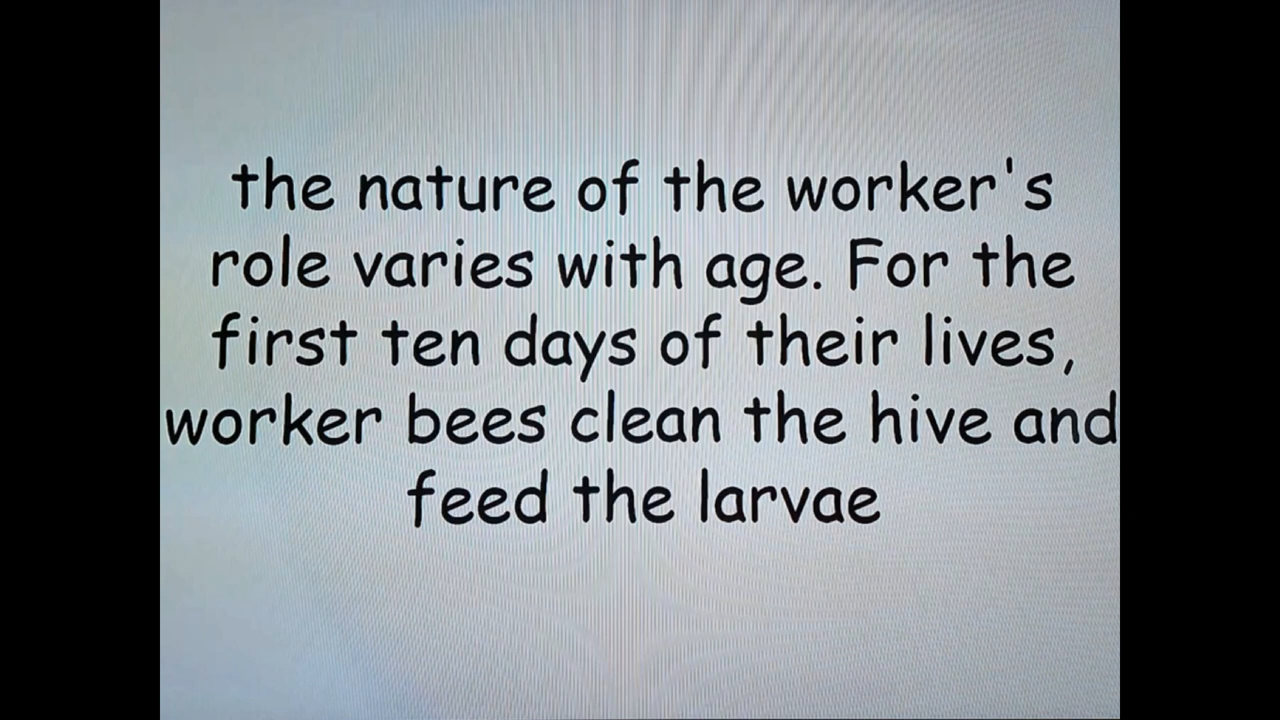 the nature of the worker's
role varies with age. For the
first ten days of their lives,
worker bees clean the hive and
feed the larvae